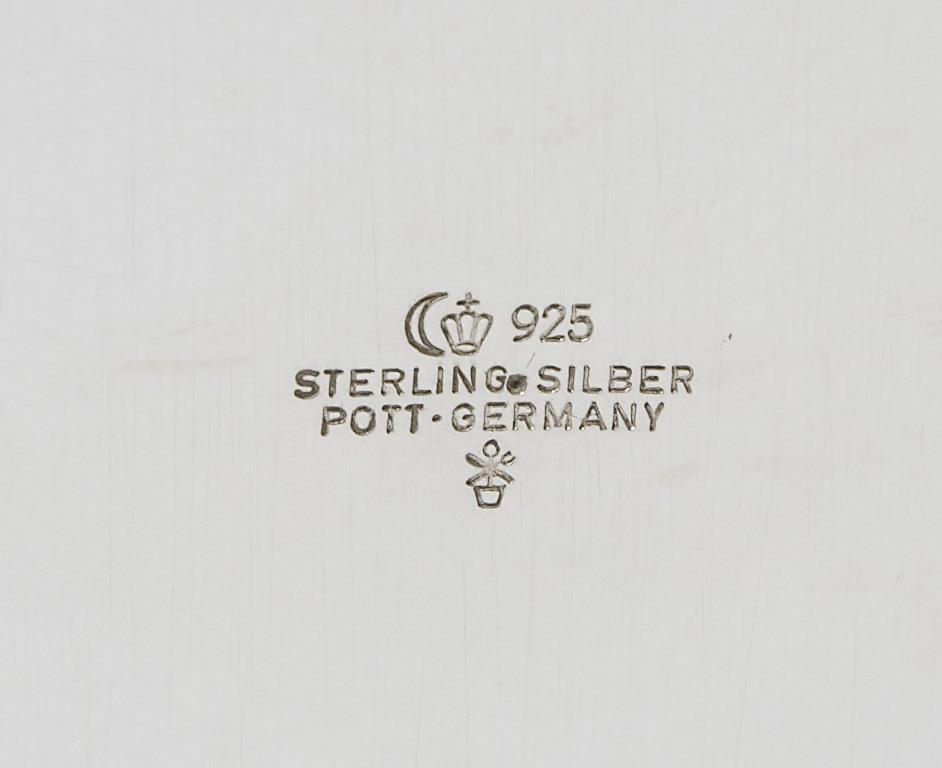 925
STERLING. SILBER
POTT · GERMANY